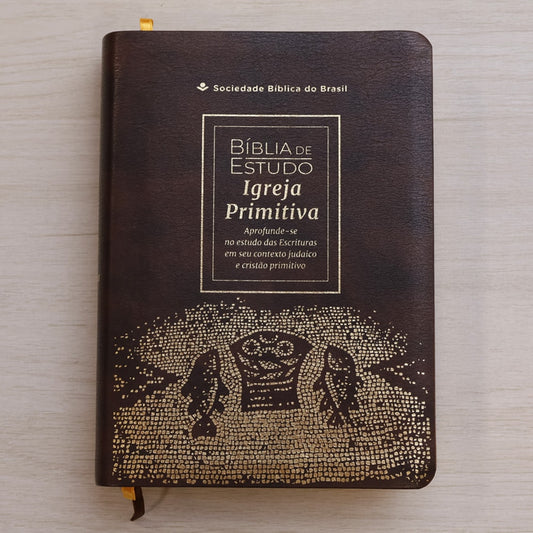 Sociedade Bíblica do Brasil
BÍBLIA DE
ESTUDO
Igreja
Primitiva
Aprofunde-se
no estudo das Escrituras
em seu contexto judaico
e cristão primitivo